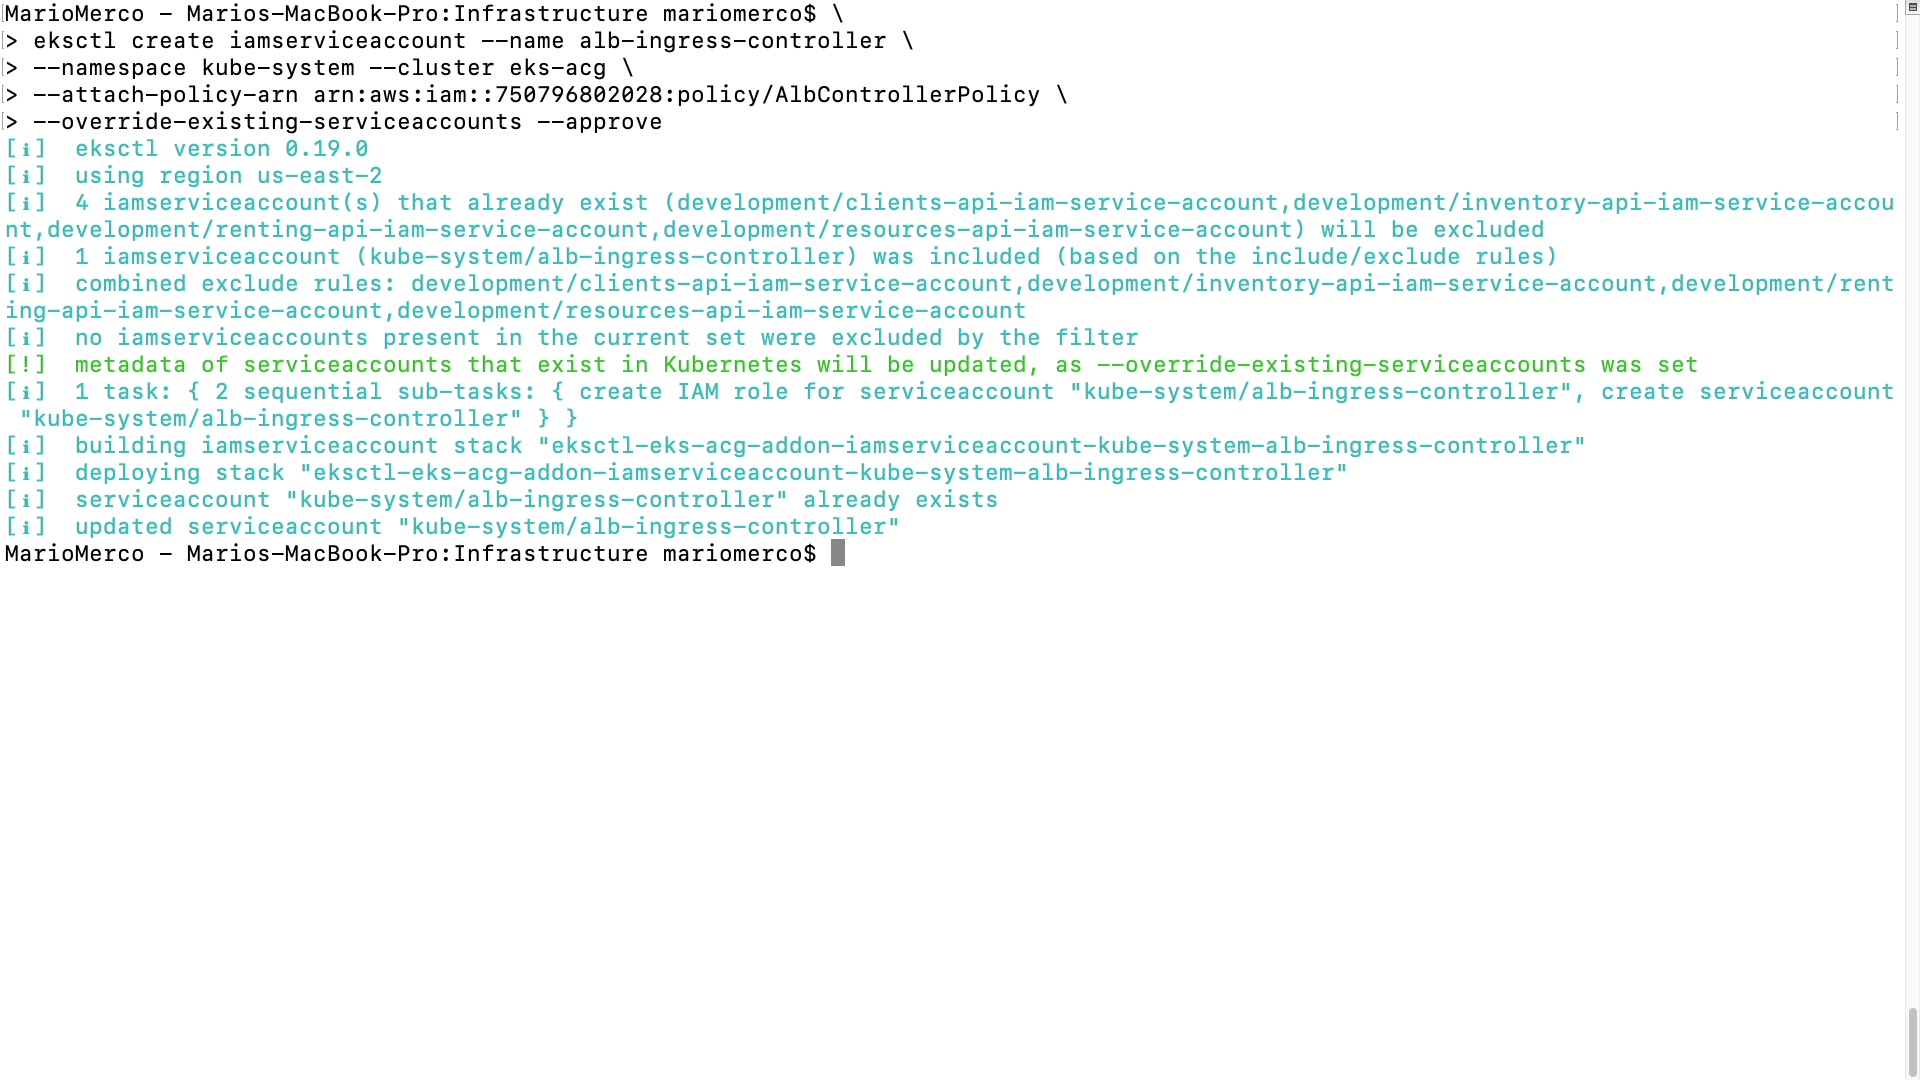 MarioMerco - Marios-MacBook-Pro:Infrastructure mariomerco$ \
> eksctl create iamserviceaccount --name alb-ingress-controller \
> --namespace kube-system --cluster eks-acg \
> --attach-policy-arn arn:aws:iam::750796802028:policy/AlbControllerPolicy \
> --override-existing-serviceaccounts --approve
[ℹ]  eksctl version 0.19.0
[ℹ]  using region us-east-2
[ℹ]  4 iamserviceaccount(s) that already exist (development/clients-api-iam-service-account,development/inventory-api-iam-service-accou
nt,development/renting-api-iam-service-account,development/resources-api-iam-service-account) will be excluded
[ℹ]  1 iamserviceaccount (kube-system/alb-ingress-controller) was included (based on the include/exclude rules)
[ℹ]  combined exclude rules: development/clients-api-iam-service-account,development/inventory-api-iam-service-account,development/rent
ing-api-iam-service-account,development/resources-api-iam-service-account
[ℹ]  no iamserviceaccounts present in the current set were excluded by the filter
[!]  metadata of serviceaccounts that exist in Kubernetes will be updated, as --override-existing-serviceaccounts was set
[ℹ]  1 task: { 2 sequential sub-tasks: { create IAM role for serviceaccount "kube-system/alb-ingress-controller", create serviceaccount
 "kube-system/alb-ingress-controller" } }
[ℹ]  building iamserviceaccount stack "eksctl-eks-acg-addon-iamserviceaccount-kube-system-alb-ingress-controller"
[ℹ]  deploying stack "eksctl-eks-acg-addon-iamserviceaccount-kube-system-alb-ingress-controller"
[ℹ]  serviceaccount "kube-system/alb-ingress-controller" already exists
[ℹ]  updated serviceaccount "kube-system/alb-ingress-controller"
MarioMerco - Marios-MacBook-Pro:Infrastructure mariomerco$